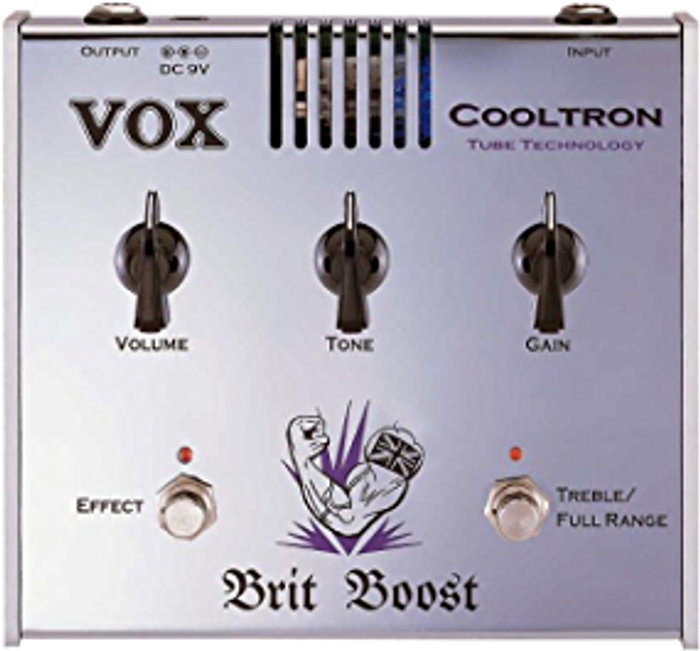 OUTPUT
DC 9V
INPUT
VOX
COOLTRON
TUBE TECHNOLOGY
VOLUME
TONE
GAIN
EFFECT
TREBLE/
FULL RANGE
Brit Boost